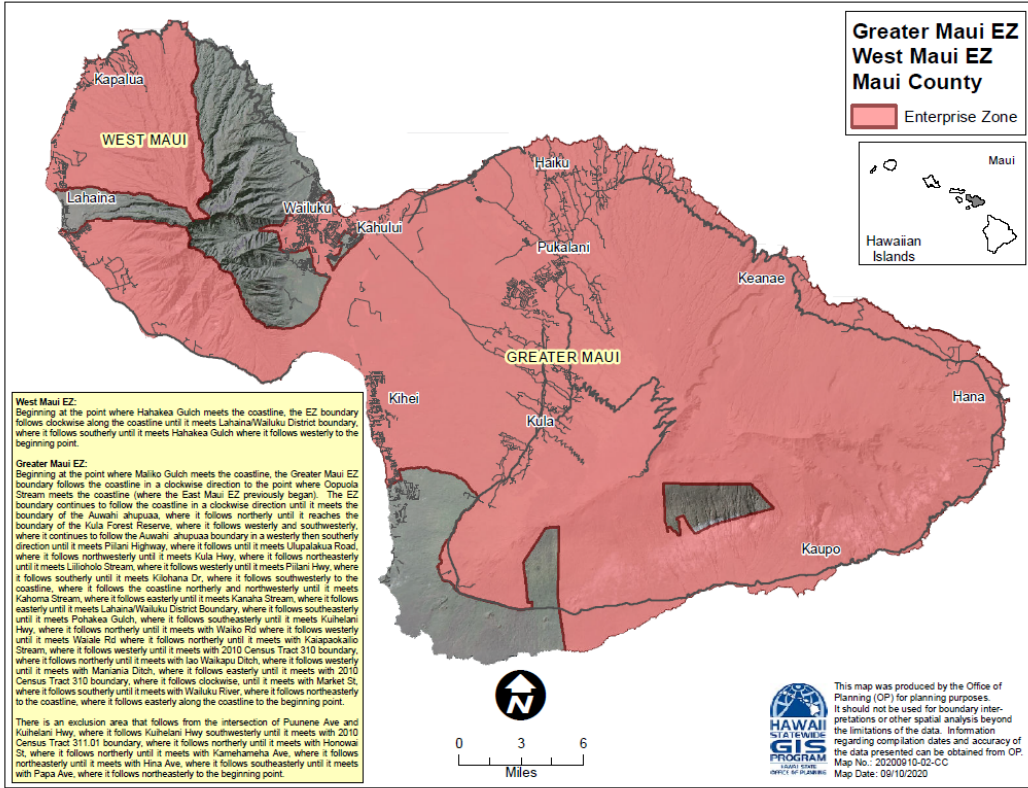 Greater Maui EZ
West Maui EZ
Maui County
Enterprise Zone
Maui
Hawaiian
Islands
Kapalua
WEST MAUI
Lahaina
Wailuku
Kahului
Haiku
Pukalani
Keanae
GREATER MAUI
Kihei
Kula
Hana
Kaupo
West Maui EZ:
Beginning at the point where Hahakea Gulch meets the coastline, the EZ boundary
follows clockwise along the coastline until it meets Lahaina/Wailuku District boundary,
where it follows southerly until it meets Hahakea Gulch where it follows westerly to the
beginning point.
Greater Maui EZ:
Beginning at the point where Maliko Gulch meets the coastline, the Greater Maui EZ
boundary follows the coastline in a clockwise direction to the point where Oopuola
Stream meets the coastline (where the East Maui EZ previously began). The EZ
boundary continues to follow the coastline in a clockwise direction until it meets the
boundary of the Auwahi ahupuaa, where it follows northerly until it reaches the
boundary of the Kula Forest Reserve, where it follows westerly and southwesterly,
where it continues to follow the Auwahi ahupuaa boundary in a westerly then southerly
direction until it meets Piilani Highway, where it follows until it meets Ulupalakua Road,
where it follows northwesterly until it meets Kula Hwy, where it follows northeasterly
until it meets Liilioholo Stream, where it follows westerly until it meets Piilani Hwy, where
it follows southerly until it meets Kilohana Dr, where it follows southwesterly to the
coastline, where it follows the coastline northerly and northwesterly until it meets
Kahoma Stream, where it follows easterly until it meets Kanaha Stream, where it follows
easterly until it meets Lahaina/Wailuku District Boundary, where it follows southeasterly
until it meets Pohakea Gulch, where it follows southeasterly until it meets Kuihelani
Hwy, where it follows northerly until it meets with Waiko Rd where it follows westerly
until it meets Waiale Rd where it follows northerly until it meets with Kaiapaokailio
Stream, where it follows westerly until it meets with 2010 Census Tract 310 boundary,
where it follows northerly until it meets with Iao Waikapu Ditch, where it follows westerly
until it meets with Maniania Ditch, where it follows easterly until it meets with 2010
Census Tract 310 boundary, where it follows clockwise, until it meets with Market St,
where it follows southerly until it meets with Wailuku River, where it follows northeasterly
to the coastline, where it follows easterly along the coastline to the beginning point.
There is an exclusion area that follows from the intersection of Puunene Ave and
Kuihelani Hwy, where it follows Kuihelani Hwy southwesterly until it meets with 2010
Census Tract 311.01 boundary, where it follows northerly until it meets with Honowai
St, where it follows northerly until it meets with Kamehameha Ave, where it follows
northeasterly until it meets with Hina Ave, where it follows southeasterly until it meets
with Papa Ave, where it follows northeasterly to the beginning point.
N
0 3 6
Miles
HAWAII
STATEWIDE
GIS
PROGRAM
HAWAII STATE
OFFICE OF PLANNING
This map was produced by the Office of
Planning (OP) for planning purposes.
It should not be used for boundary inter-
pretations or other spatial analysis beyond
the limitations of the data. Information
regarding compilation dates and accuracy of
the data presented can be obtained from OP.
Map No.: 20200910-02-CC
Map Date: 09/10/2020